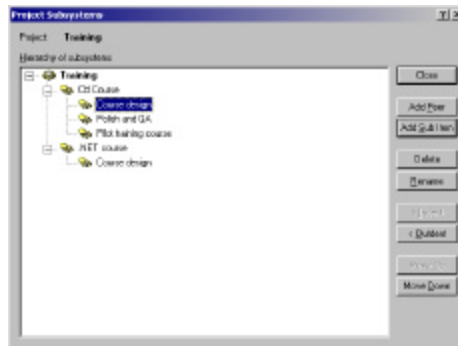 Project Subsystems
Project Training
Hierarchy of subsystems
Training
Course
Course design
Polish and QA
Pilot training course
.NET course
Course design
Close
Add Peer
Add Sub Item
Delete
Rename
< Outdent
Move Down